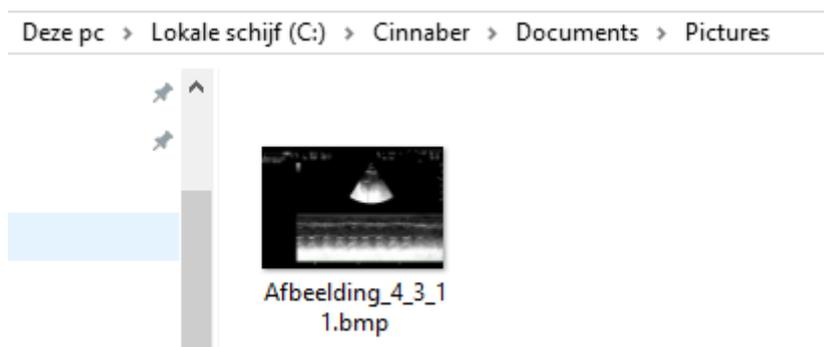 Deze pc > Lokale schijf (C:) > Cinnaber > Documents > Pictures
Afbeelding_4_3_1
1.bmp